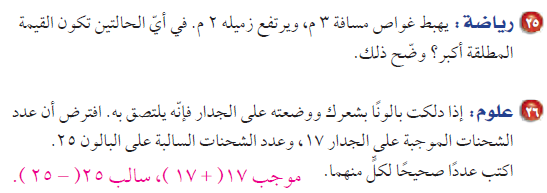 ٢٥ رياضة : يهبط غواص مسافة ٣ م، ويرتفع زميله ٢ م. في أيّ الحالتين تكون القيمة
المطلقة أكبر؟ وضّح ذلك.
٢٦ علوم : إذا دلكت بالونًا بشعرك ووضعته على الجدار فإنّه يلتصق به. افترض أن عدد
الشحنات الموجبة على الجدار ١٧، وعدد الشحنات السالبة على البالون ٢٥.
اكتب عددًا صحيحًا لكلٍّ منهما. موجب ١٧ (+ ١٧)، سالب ٢٥ (− ٢٥).